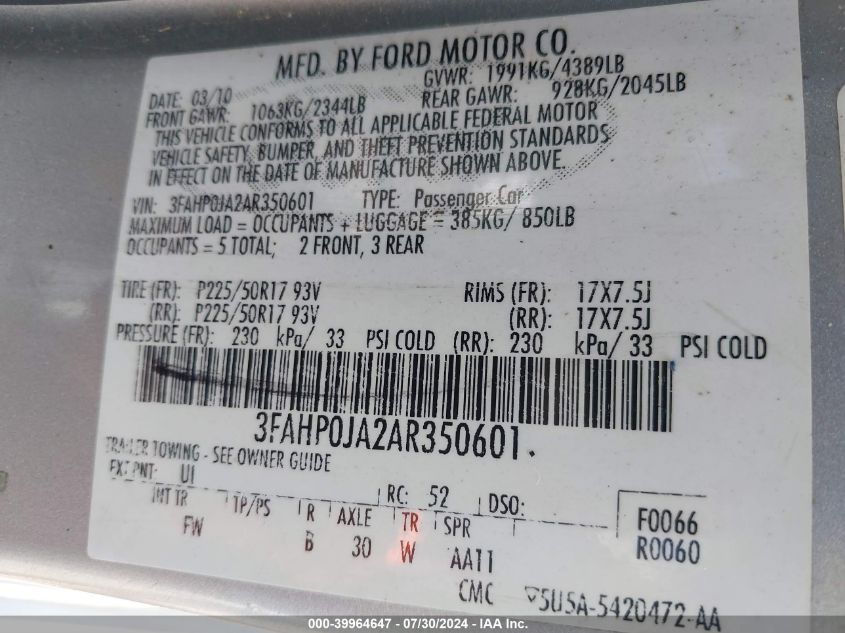 MFD. BY FORD MOTOR CO.
DATE: 03/10 GVWR: 1991KG/4389LB
FRONT GAWR: 1063KG/2344LB REAR GAWR: 928KG/2045LB
THIS VEHICLE CONFORMS TO ALL APPLICABLE FEDERAL MOTOR
VEHICLE SAFETY, BUMPER, AND THEFT PREVENTION STANDARDS
IN EFFECT ON THE DATE OF MANUFACTURE SHOWN ABOVE.
VIN: 3FAHP0JA2AR350601 TYPE: Passenger Car
MAXIMUM LOAD = OCCUPANTS + LUGGAGE = 385KG/ 850LB
OCCUPANTS = 5 TOTAL; 2 FRONT, 3 REAR
TIRE (FR): P225/50R17 93V RIMS (FR): 17X7.5J
(RR): P225/50R17 93V (RR): 17X7.5J
PRESSURE (FR): 230 kPa/ 33 PSI COLD (RR): 230 kPa/ 33 PSI COLD
3FAHP0JA2AR350601.
TRAILER TOWING - SEE OWNER GUIDE
EXT PNT: UI RC: 52 DSO:
INT TR TP/PS R AXLE TR SPR F0066
FW B 30 W AA11 R0060
CMC 5U5A-5420472-AA
000-39964647 - 07/30/2024 - IAA Inc.